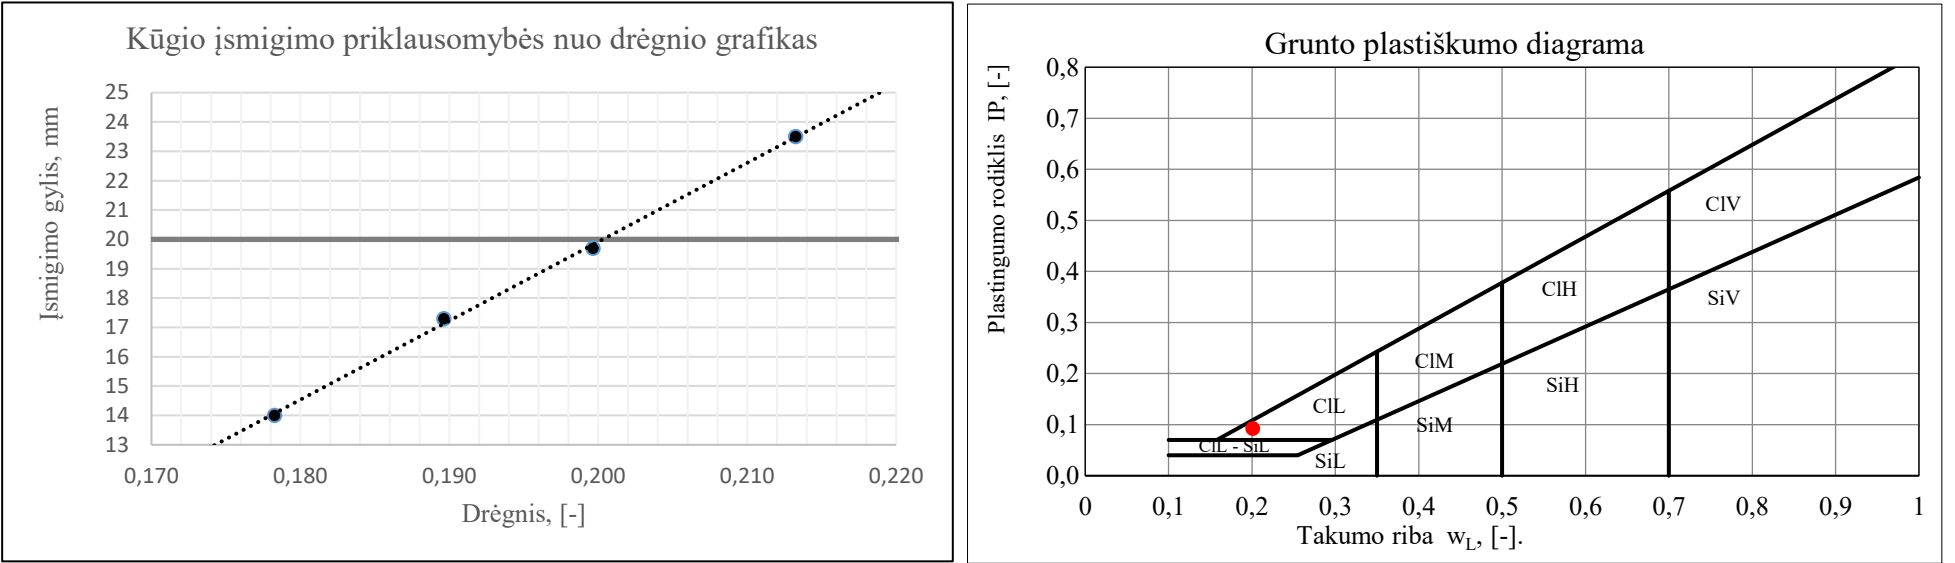 Kūgio įsmigimo priklausomybės nuo drėgnio grafikas
Įsmigimo gylis, mm
25
24
23
22
21
20
19
18
17
16
15
14
13
0,170
0,180
0,190
0,200
0,210
0,220
Drėgnis, [-]
Grunto plastiškumo diagrama
Plastingumo rodiklis IP, [-]
0,8
0,7
0,6
0,5
0,4
0,3
0,2
0,1
0,0
ClV
ClH
SiV
ClM
SiH
ClL
SiM
ClL - SiL
SiL
0
0,1
0,2
0,3
0,4
0,5
0,6
0,7
0,8
0,9
1
Takumo riba wL, [-].